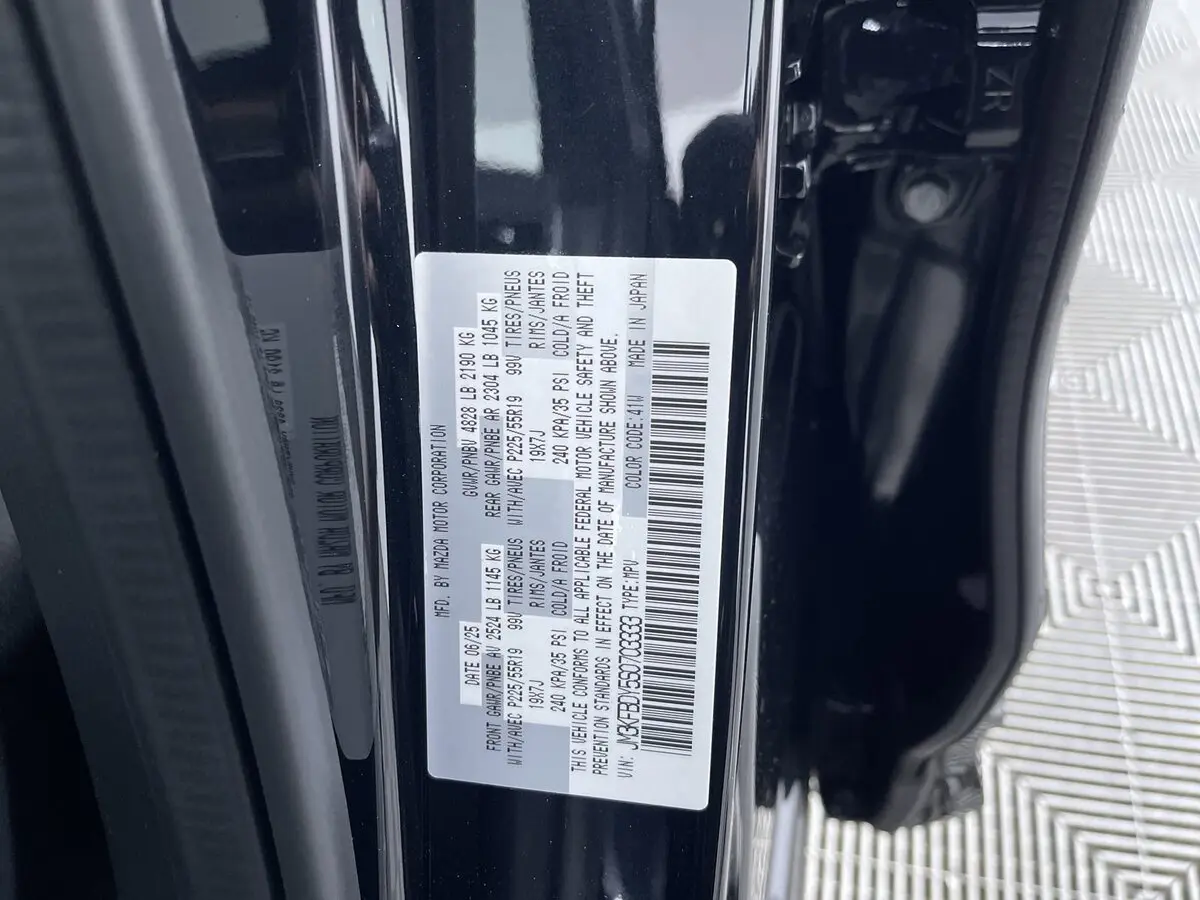 MFD. BY MAZDA MOTOR CORPORATION
DATE 06/25 GVWR/PNBV 4828 LB 2190 KG
FRONT GAWR/PNBE AV 2524 LB 1145 KG REAR GAWR/PNBE AR 2304 LB 1045 KG
WITH/AVEC P225/55R19 99V TIRES/PNEUS WITH/AVEC P225/55R19 99V TIRES/PNEUS
19X7J RIMS/JANTES 19X7J RIMS/JANTES
240 KPA/35 PSI COLD/A FROID 240 KPA/35 PSI COLD/A FROID
THIS VEHICLE CONFORMS TO ALL APPLICABLE FEDERAL MOTOR VEHICLE SAFETY AND THEFT
PREVENTION STANDARDS IN EFFECT ON THE DATE OF MANUFACTURE SHOWN ABOVE.
VIN: JM3KFBDY5S0703333 TYPE:MPV COLOR CODE:41W MADE IN JAPAN
ZR